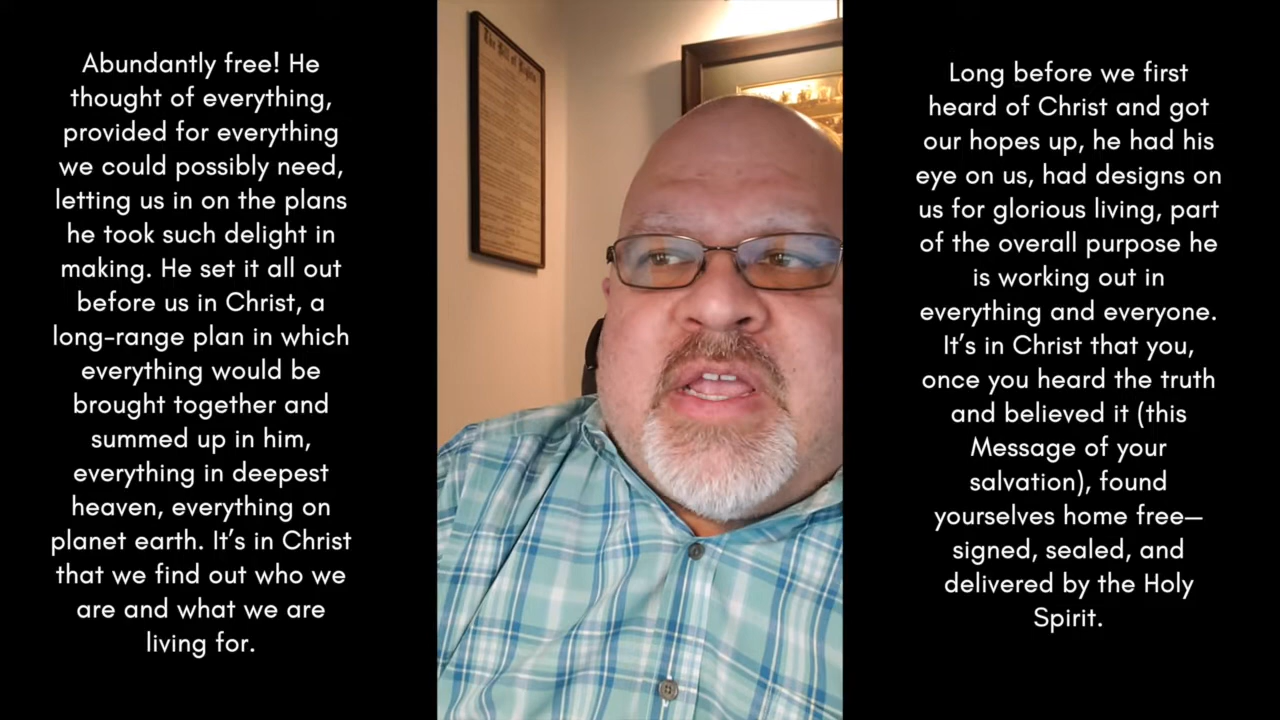 Abundantly free! He
thought of everything,
provided for everything
we could possibly need,
letting us in on the plans
he took such delight in
making. He set it all out
before us in Christ, a
long-range plan in which
everything would be
brought together and
summed up in him,
everything in deepest
heaven, everything on
planet earth. It’s in Christ
that we find out who we
are and what we are
living for.
The Bill of Rights
Long before we first
heard of Christ and got
our hopes up, he had his
eye on us, had designs on
us for glorious living, part
of the overall purpose he
is working out in
everything and everyone.
It’s in Christ that you,
once you heard the truth
and believed it (this
Message of your
salvation), found
yourselves home free—
signed, sealed, and
delivered by the Holy
Spirit.